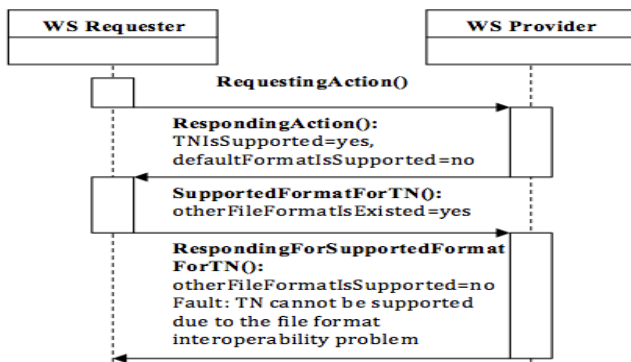 WS Requester
WS Provider
RequestingAction()
RespondingAction():
TNIsSupported=yes,
defaultFormatIsSupported=no
SupportedFormatForTN():
otherFileFormatIsExisted=yes
RespondingForSupportedFormat
ForTN():
otherFileFormatIsSupported=no
Fault: TN cannot be supported
due to the file format
interoperability problem